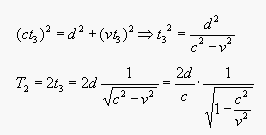 (ct₃)² = d² + (vt₃)² ⇒ t₃² = d² / (c² − v²)
T₂ = 2t₃ = 2d 1 / √(c² − v²) = 2d / c · 1 / √(1 − c² / v²)